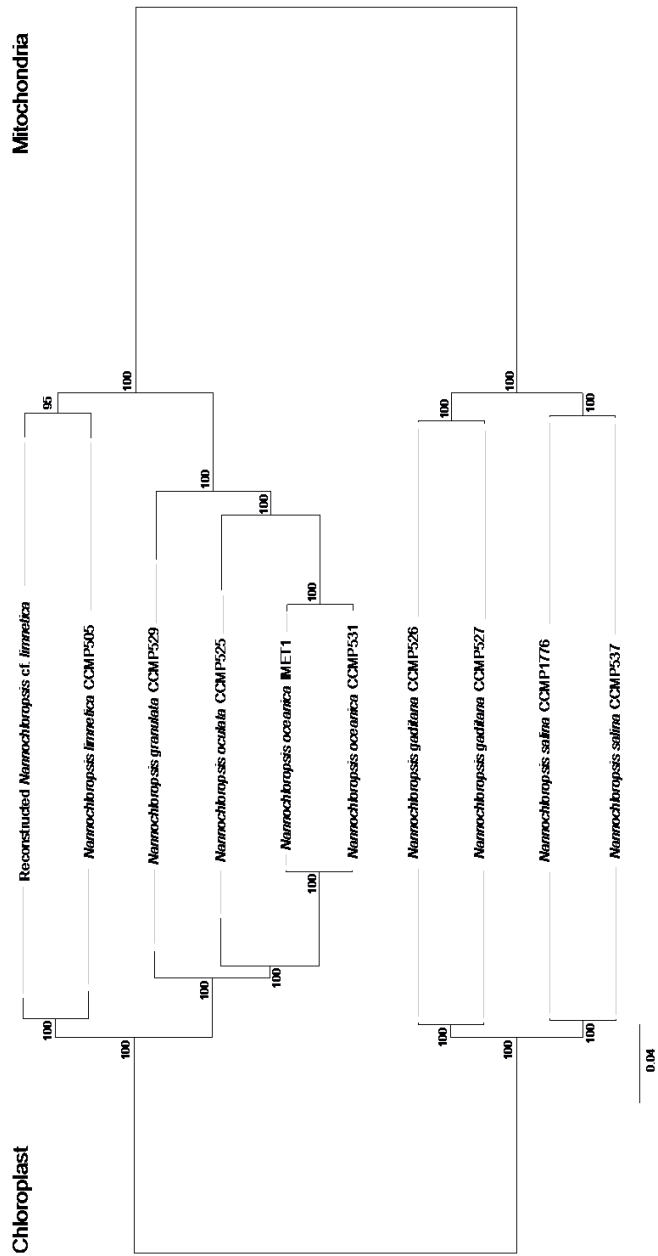 Chloroplast
Mitochondria
100
Reconstructed Nannochloropsis cf. limnetica
95
Nannochloropsis limnetica CCMP505
100
100
Nannochloropsis granulata CCMP529
100
100
Nannochloropsis oculata CCMP525
100
100
Nannochloropsis oceanica IMET1
100
100
Nannochloropsis oceanica CCMP531
Nannochloropsis gaditana CCMP526
100
100
Nannochloropsis gaditana CCMP527
100
100
Nannochloropsis salina CCMP1776
100
100
Nannochloropsis salina CCMP537
0.04